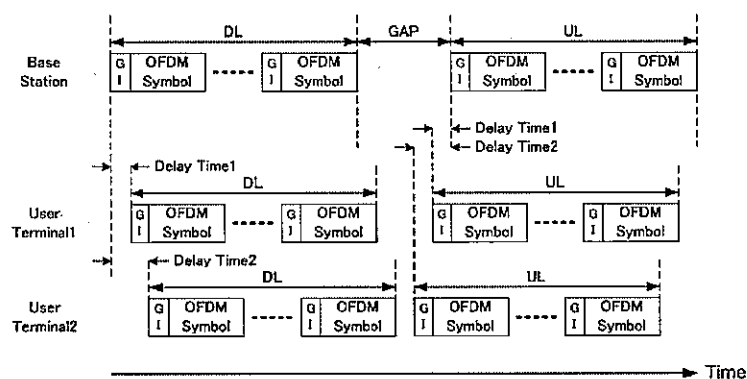 DL GAP UL
Base
Station
G
I
OFDM
Symbol
G
I
OFDM
Symbol
G
I
OFDM
Symbol
G
I
OFDM
Symbol
Delay Time1
Delay Time2
Delay Time1
DL
UL
User
Terminal1
G
I
OFDM
Symbol
G
I
OFDM
Symbol
G
I
OFDM
Symbol
G
I
OFDM
Symbol
Delay Time2
DL
UL
User
Terminal2
G
I
OFDM
Symbol
G
I
OFDM
Symbol
G
I
OFDM
Symbol
G
I
OFDM
Symbol
Time